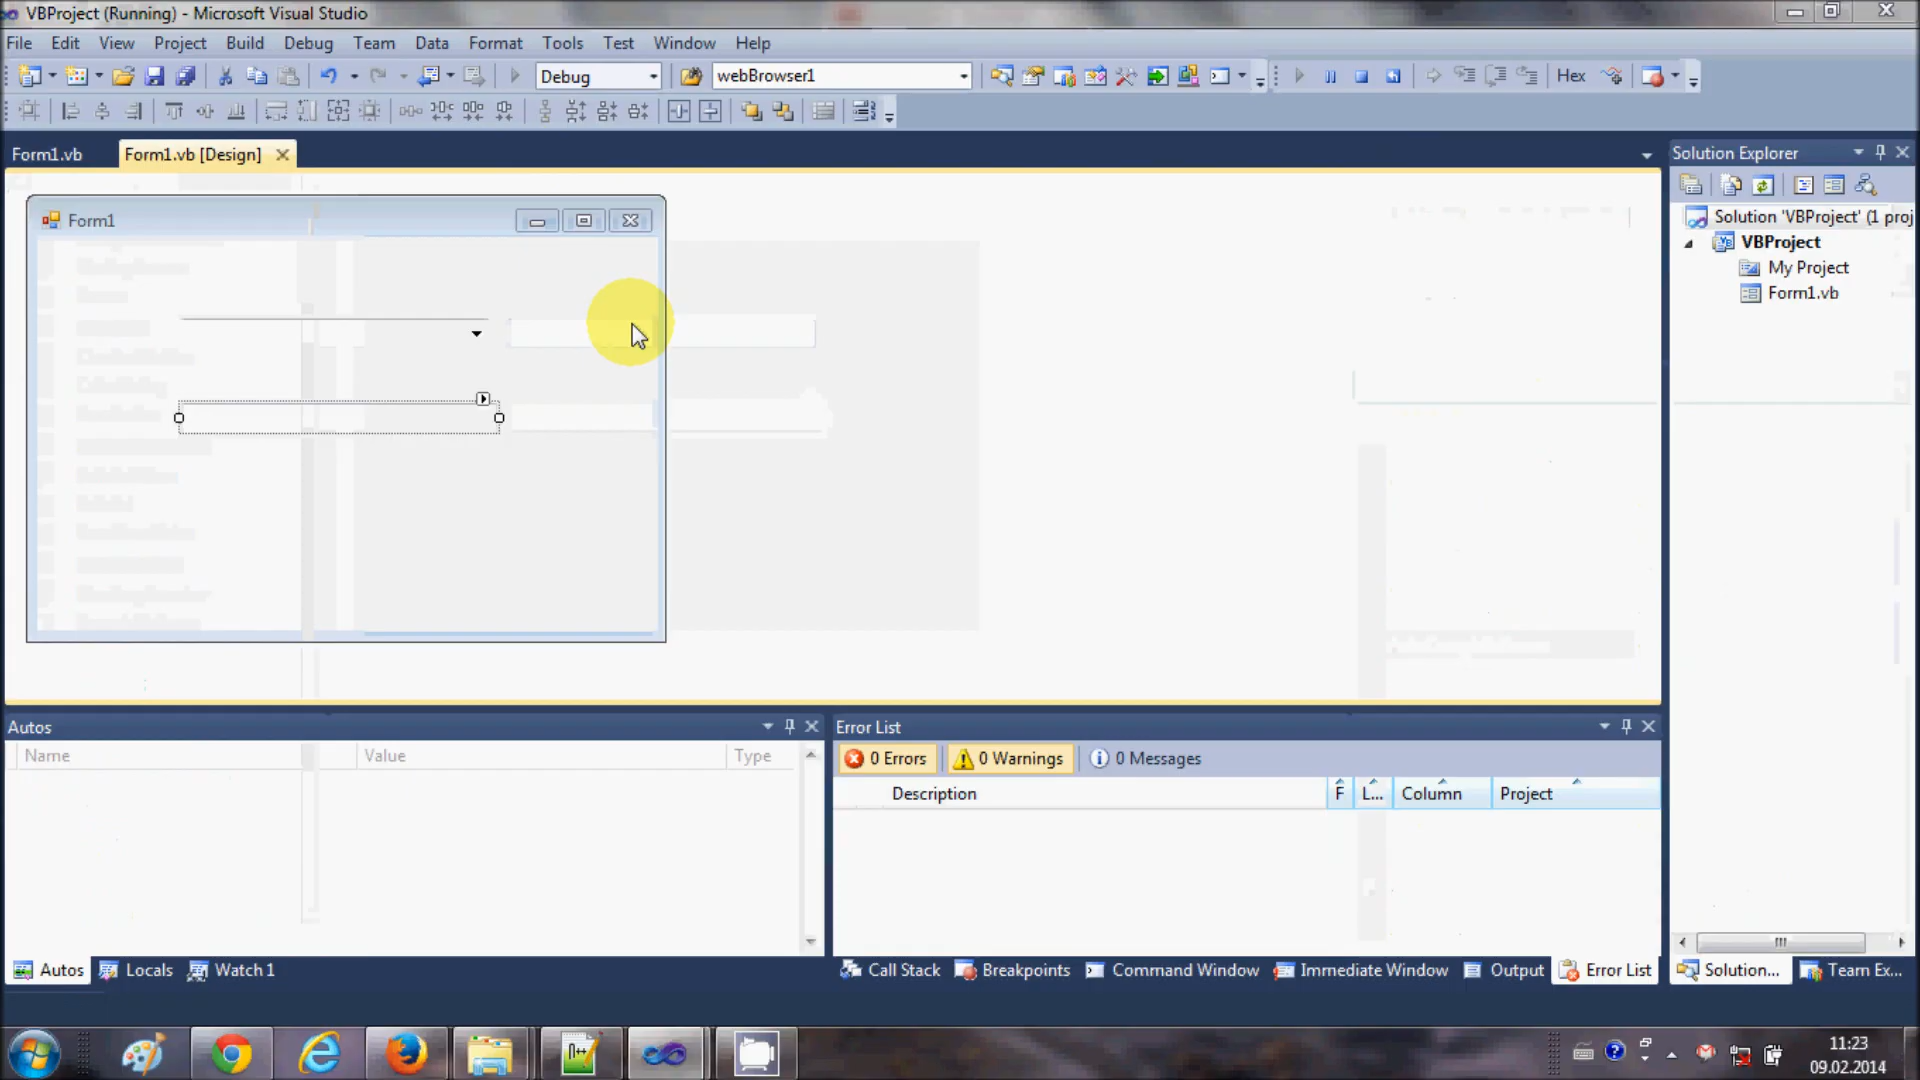 VBProject (Running) - Microsoft Visual Studio
File Edit View Project Build Debug Team Data Format Tools Test Window Help
Debug webBrowser1 Hex
Form1.vb Form1.vb [Design] Solution Explorer
Form1
Solution 'VBProject' (1 proj
VBProject
My Project
Form1.vb
Autos Error List
Name Value Type
0 Errors 0 Warnings 0 Messages
Description F L... Column Project
Autos Locals Watch 1 Call Stack Breakpoints Command Window Immediate Window Output Error List Solution... Team Ex...
N++
11:23
09.02.2014